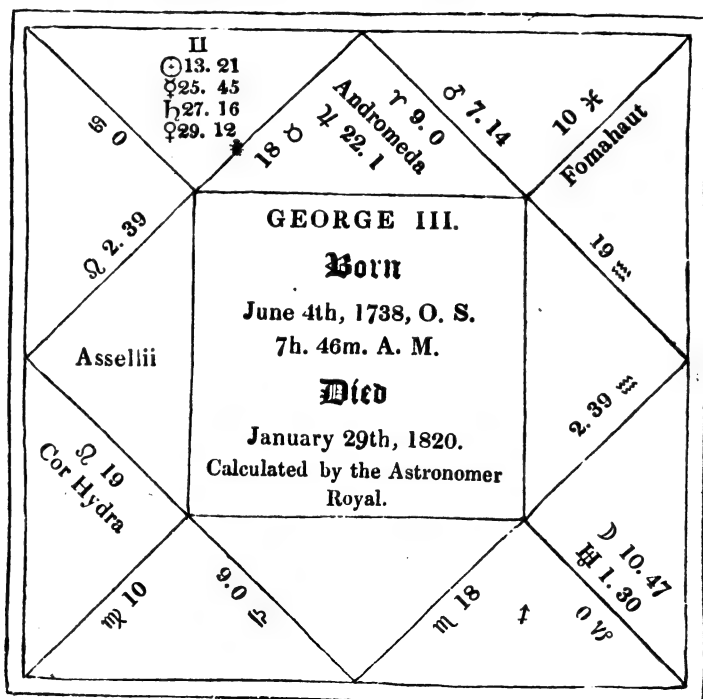 ♊
☉13. 21
☿25. 45
♄27. 16
♀29. 12
♋ 0
18 ♉
♃ 22. 1
Andromeda
♈ 9. 0
♂ 7. 14
10 ♓
Fomahaut
♌ 2. 39
GEORGE III.
Born
June 4th, 1738, O. S.
7h. 46m. A. M.
Died
January 29th, 1820.
Calculated by the Astronomer
Royal.
19 ♒
Assellii
2. 39 ♒
♌ 19
Cor Hydra
☽ 10. 47
♅ 1. 30
♍ 10
9.0 ♎
♏ 18
♐
0 ♑